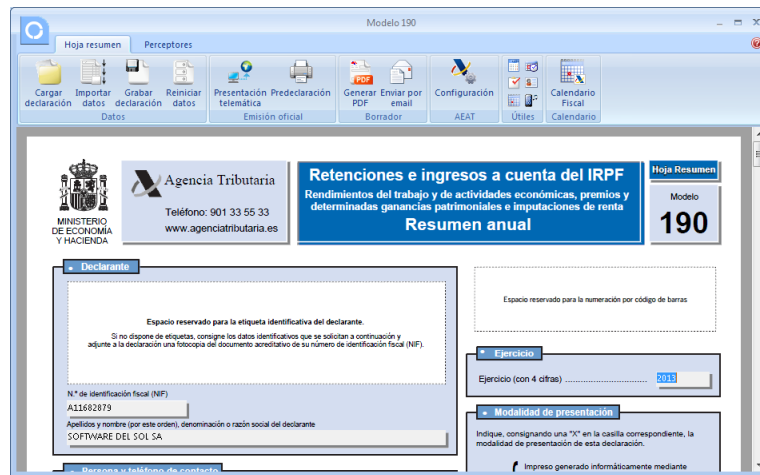 Modelo 190
Hoja resumen
Perceptores
Cargar declaración
Importar datos
Grabar declaración
Reiniciar datos
Presentación telemática
Predeclaración
PDF
Generar PDF
Enviar por email
Configuración
Calendario Fiscal
Datos
Emisión oficial
Borrador
AEAT
Útiles
Calendario
MINISTERIO
DE ECONOMÍA
Y HACIENDA
Agencia Tributaria
Teléfono: 901 33 55 33
www.agenciatributaria.es
Retenciones e ingresos a cuenta del IRPF
Rendimientos del trabajo y de actividades económicas, premios y
determinadas ganancias patrimoniales e imputaciones de renta
Resumen anual
Hoja Resumen
Modelo
190
Declarante
Espacio reservado para la etiqueta identificativa del declarante.
Si no dispone de etiquetas, consigne los datos identificativos que se solicitan a continuación y
adjunte a la declaración una fotocopia del documento acreditativo de su número de identificación fiscal (NIF).
N.º de identificación fiscal (NIF)
A11682879
Apellidos y nombre (por este orden), denominación o razón social del declarante
SOFTWARE DEL SOL SA
Persona y teléfono de contacto
Espacio reservado para la numeración por código de barras
Ejercicio
Ejercicio (con 4 cifras) ................................ 2013
Modalidad de presentación
Indique, consignando una "X" en la casilla correspondiente, la
modalidad de presentación de esta declaración.
Impreso generado informáticamente mediante